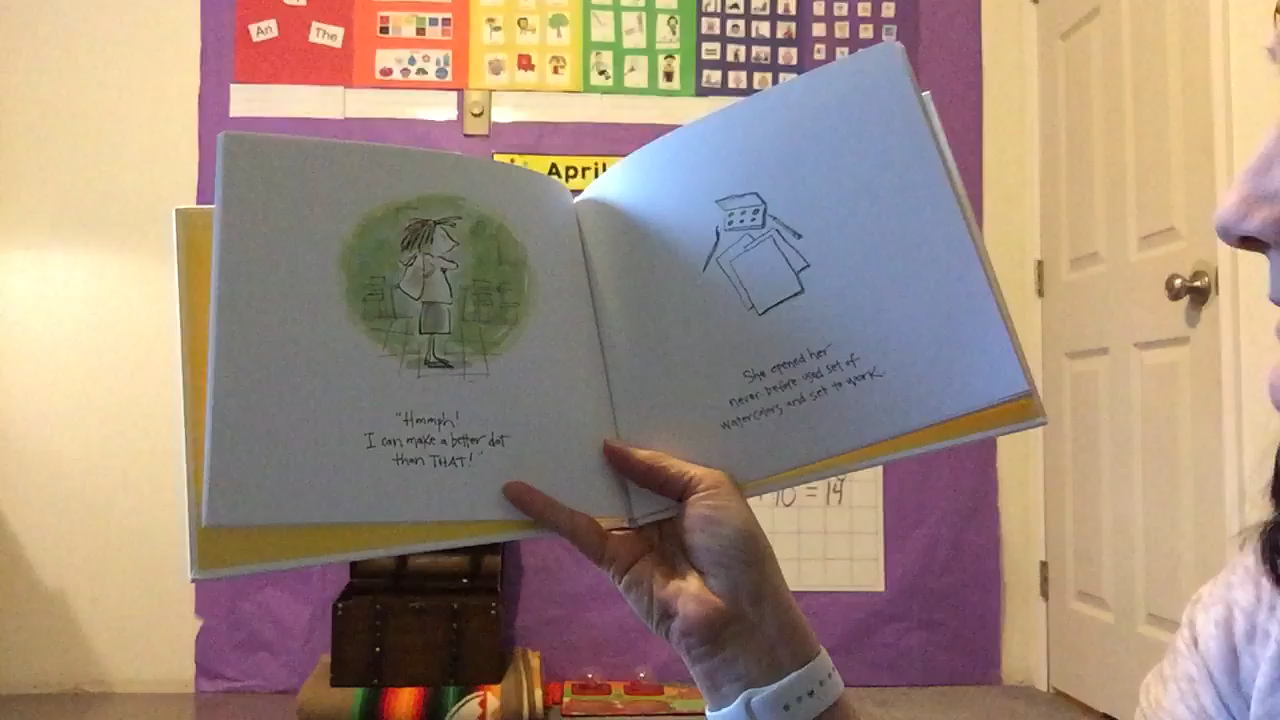 An
The
April
"Hmmph!
I can make a better dot
than THAT!"
She opened her
never-before used set of
watercolors and set to work.
10 = 14